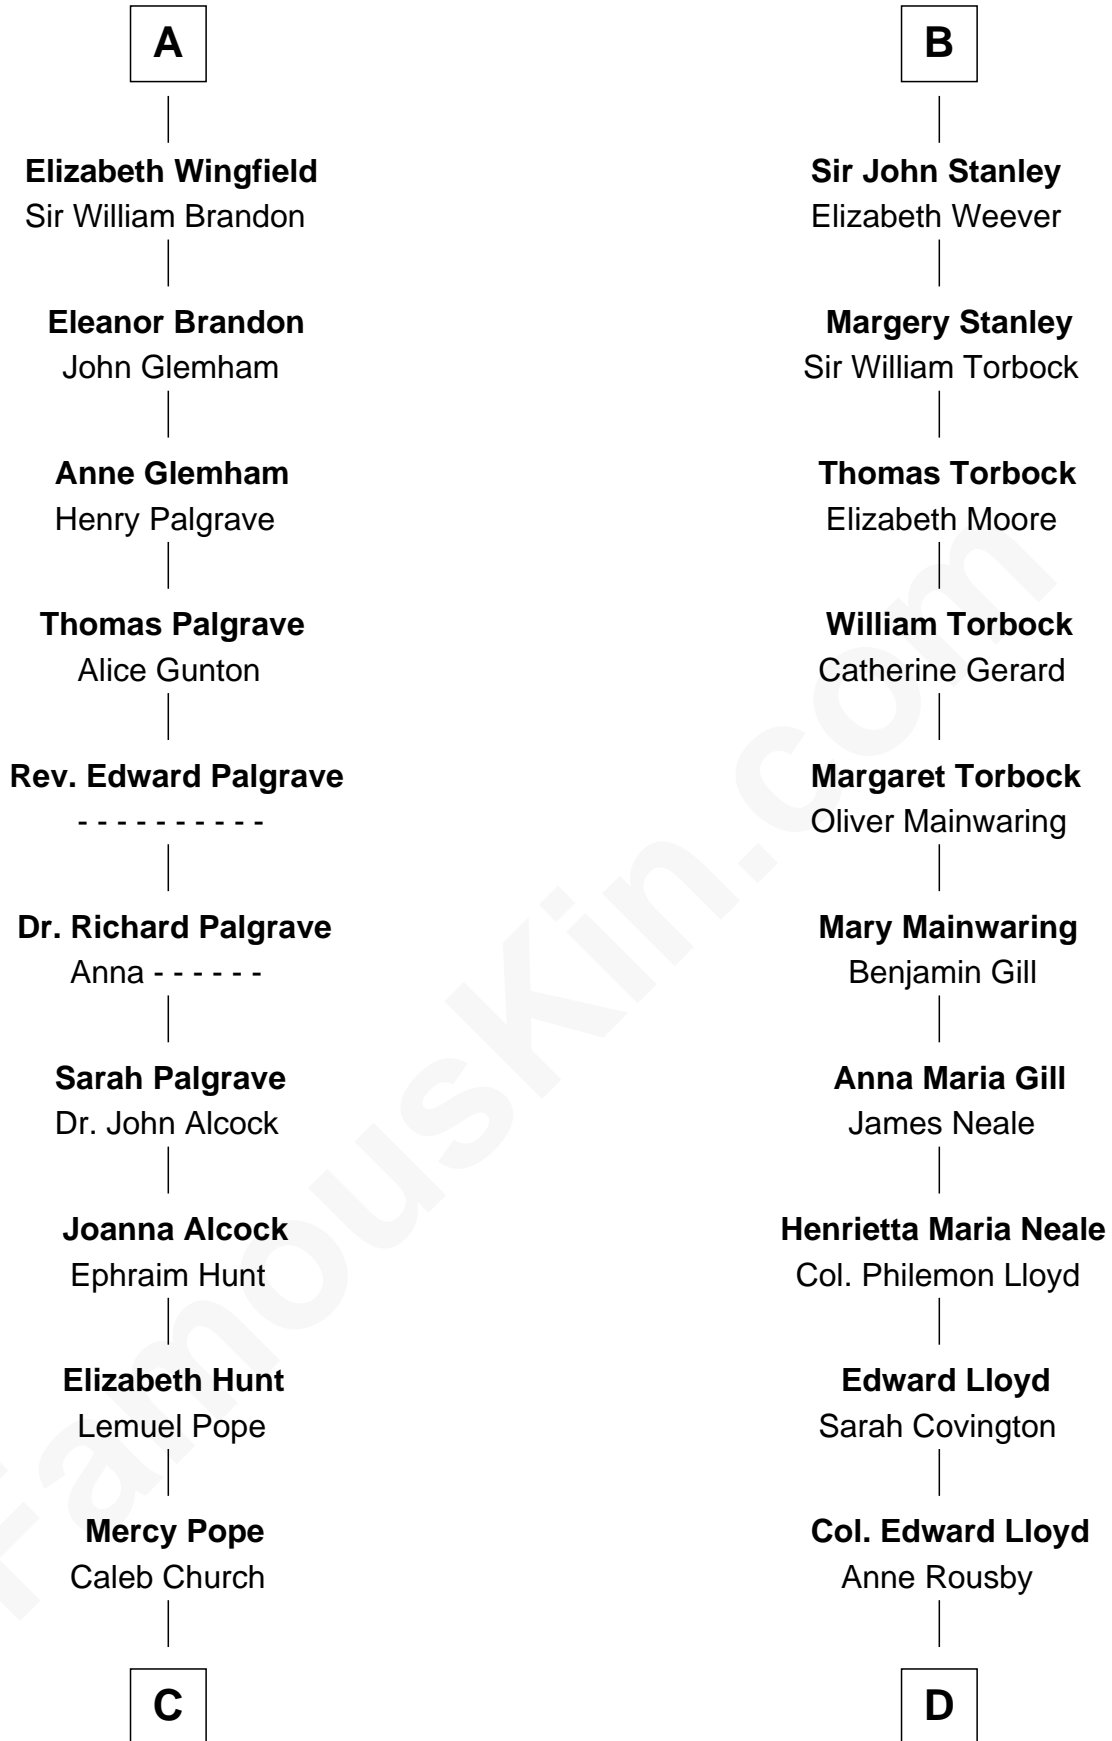 A
Elizabeth Wingfield
Sir William Brandon
Eleanor Brandon
John Glemham
Anne Glemham
Henry Palgrave
Thomas Palgrave
Alice Gunton
Rev. Edward Palgrave
- - - - - - - - - -
Dr. Richard Palgrave
Anna - - - - - -
Sarah Palgrave
Dr. John Alcock
Joanna Alcock
Ephraim Hunt
Elizabeth Hunt
Lemuel Pope
Mercy Pope
Caleb Church
C
B
Sir John Stanley
Elizabeth Weever
Margery Stanley
Sir William Torbock
Thomas Torbock
Elizabeth Moore
William Torbock
Catherine Gerard
Margaret Torbock
Oliver Mainwaring
Mary Mainwaring
Benjamin Gill
Anna Maria Gill
James Neale
Henrietta Maria Neale
Col. Philemon Lloyd
Edward Lloyd
Sarah Covington
Col. Edward Lloyd
Anne Rousby
D
FamousKin.com